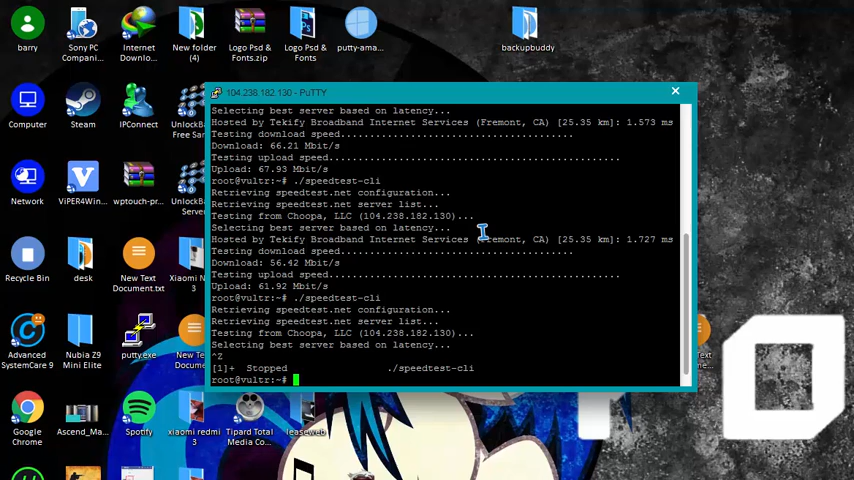 barry
Sony PC
Compani...
Internet
Downlo...
New folder
(4)
Logo Psd &
Fonts.zip
Logo Psd &
Fonts
putty-ama...
backupbuddy
Computer
Steam
IPConnect
UnlockB
Free Sa
Network
ViPER4Win
wptouch-pr...
UnlockB
Server
Recycle Bin
desk
New Text
Document.txt
Xiaomi N
3
Advanced
SystemCare 9
Nubia Z9
Mini Elite
putty.exe
New Te
Docume
Text
ment...
Google
Chrome
Ascend_Ma...
Spotify
xiaomi redmi
3
Tipard Total
Media Co...
leaseweb
104.238.182.130 - PuTTY
Selecting best server based on latency...
Hosted by Tekify Broadband Internet Services (Fremont, CA) [25.35 km]: 1.573 ms
Testing download speed........................................
Download: 66.21 Mbit/s
Testing upload speed..................................................
Upload: 67.93 Mbit/s
root@vultr:~# ./speedtest-cli
Retrieving speedtest.net configuration...
Retrieving speedtest.net server list...
Testing from Choopa, LLC (104.238.182.130)...
Selecting best server based on latency...
Hosted by Tekify Broadband Internet Services (Fremont, CA) [25.35 km]: 1.727 ms
Testing download speed........................................
Download: 56.42 Mbit/s
Testing upload speed..................................................
Upload: 61.92 Mbit/s
root@vultr:~# ./speedtest-cli
Retrieving speedtest.net configuration...
Retrieving speedtest.net server list...
Testing from Choopa, LLC (104.238.182.130)...
Selecting best server based on latency...
^Z
[1]+  Stopped                 ./speedtest-cli
root@vultr:~#